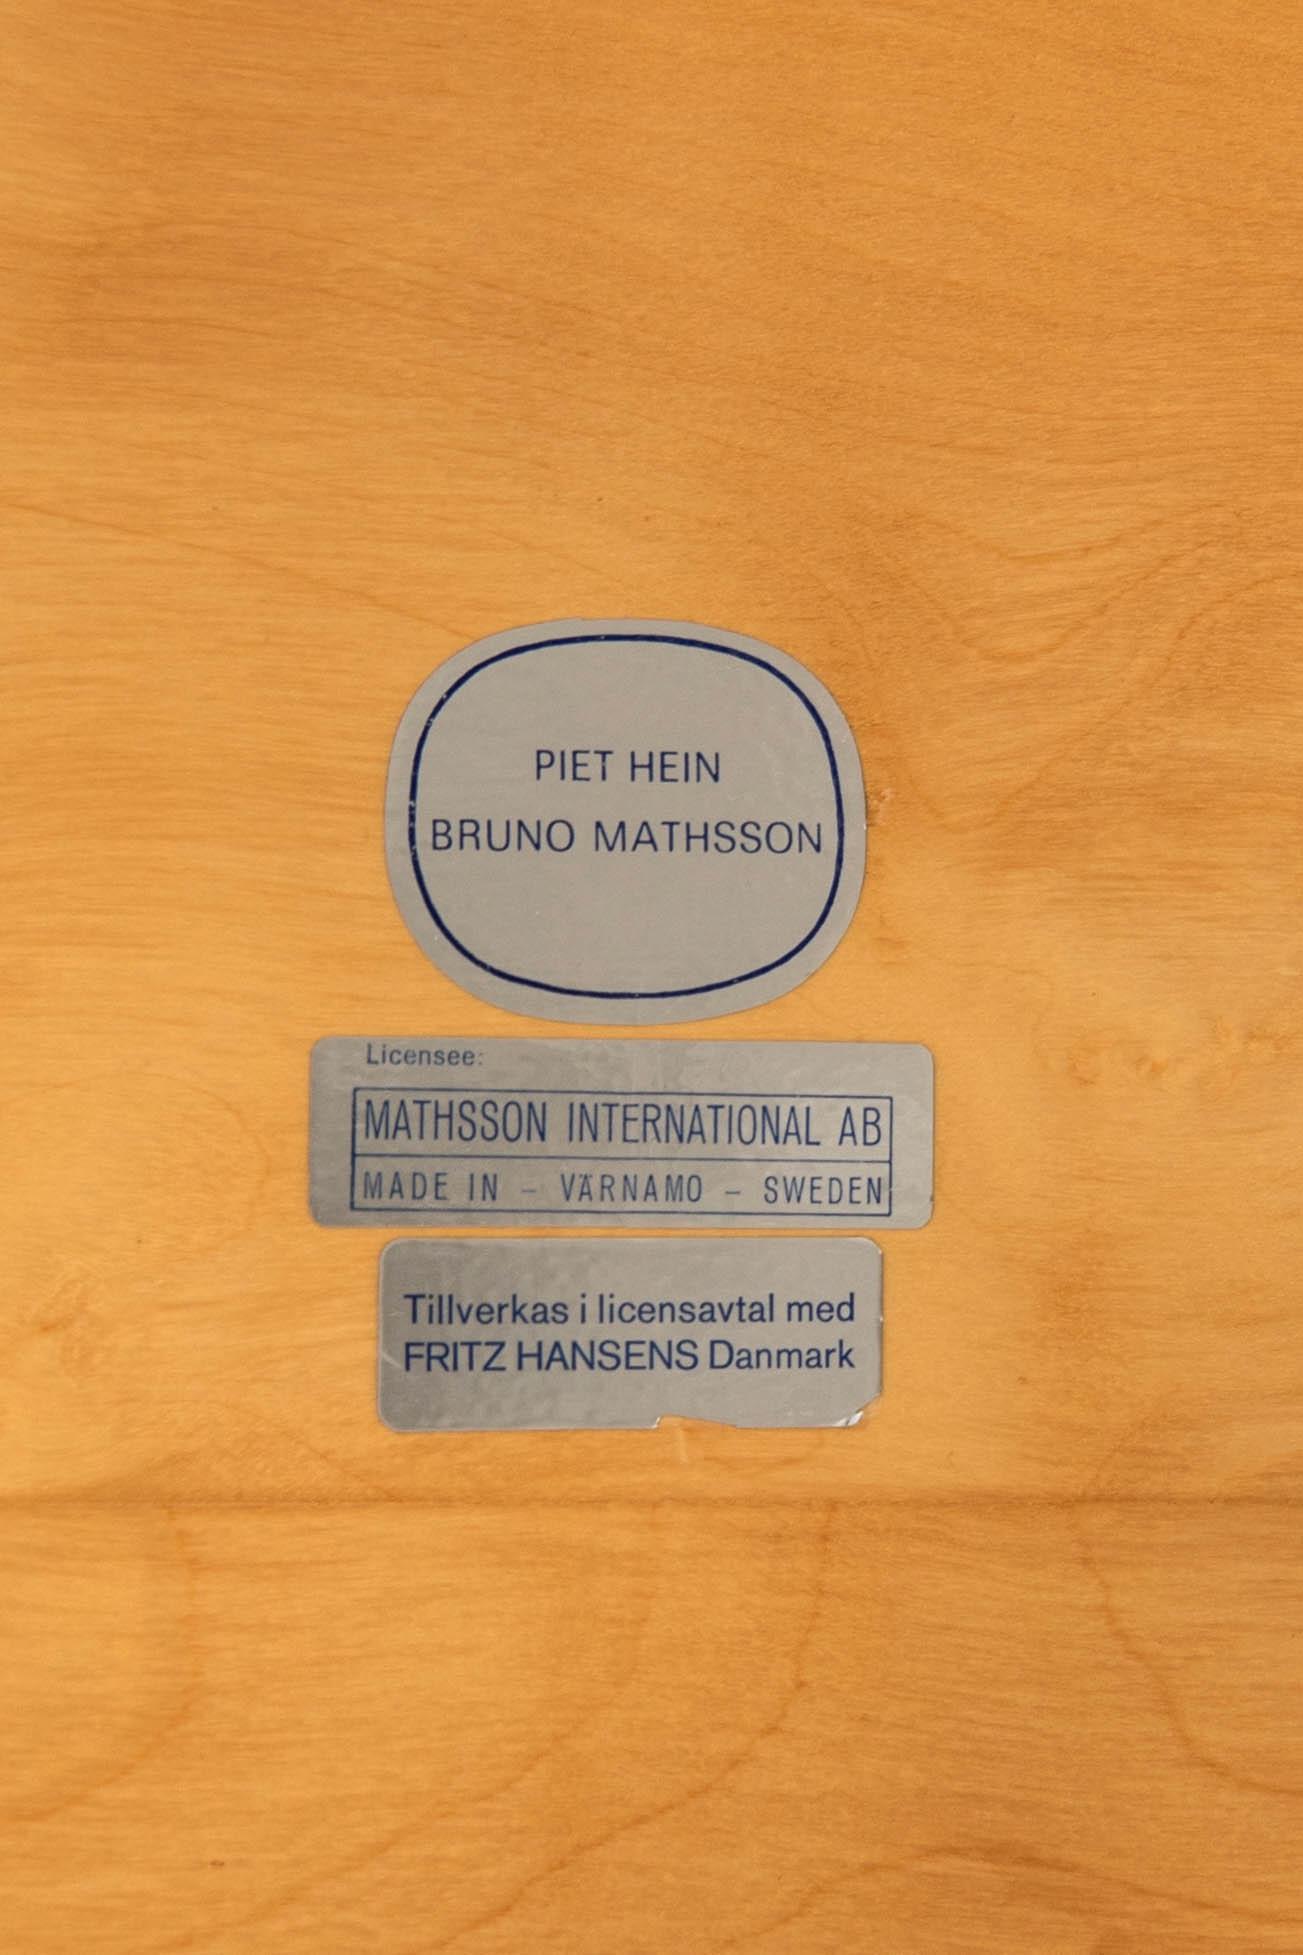 PIET HEIN
BRUNO MATHSSON
Licensee:
MATHSSON INTERNATIONAL AB
MADE IN – VÄRNAMO – SWEDEN
Tillverkas i licensavtal med
FRITZ HANSENS Danmark